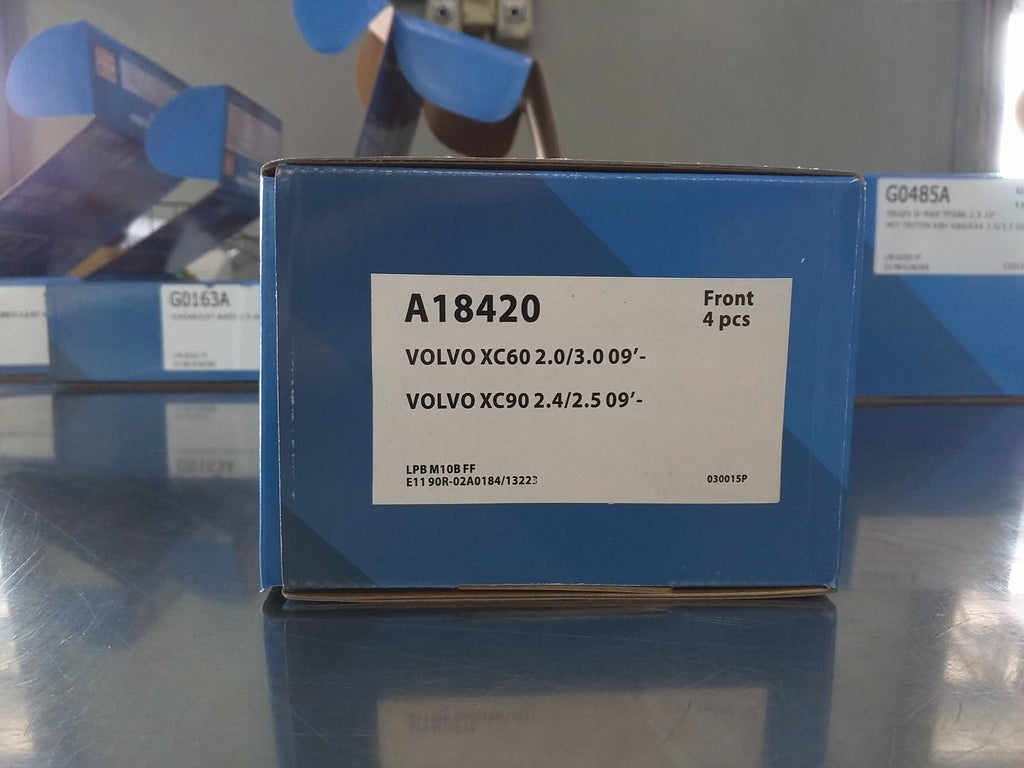 A18420
Front
4 pcs
VOLVO XC60 2.0/3.0 09’-
VOLVO XC90 2.4/2.5 09’-
LPB M10B FF
E11 90R-02A0184/13223
030015P
G0163A
G0485A